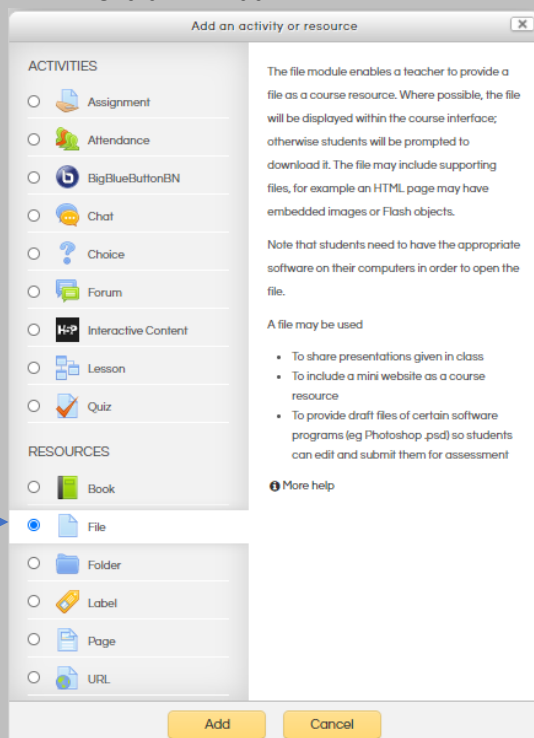 Add an activity or resource
x
ACTIVITIES
Assignment
Attendance
b
BigBlueButtonBN
Chat
Choice
Forum
H-P
Interactive Content
Lesson
Quiz
RESOURCES
Book
File
Folder
Label
Page
URL
The file module enables a teacher to provide a
file as a course resource. Where possible, the file
will be displayed within the course interface;
otherwise students will be prompted to
download it. The file may include supporting
files, for example an HTML page may have
embedded images or Flash objects.
Note that students need to have the appropriate
software on their computers in order to open the
file.
A file may be used
• To share presentations given in class
• To include a mini website as a course
resource
• To provide draft files of certain software
programs (eg Photoshop .psd) so students
can edit and submit them for assessment
More help
Add
Cancel